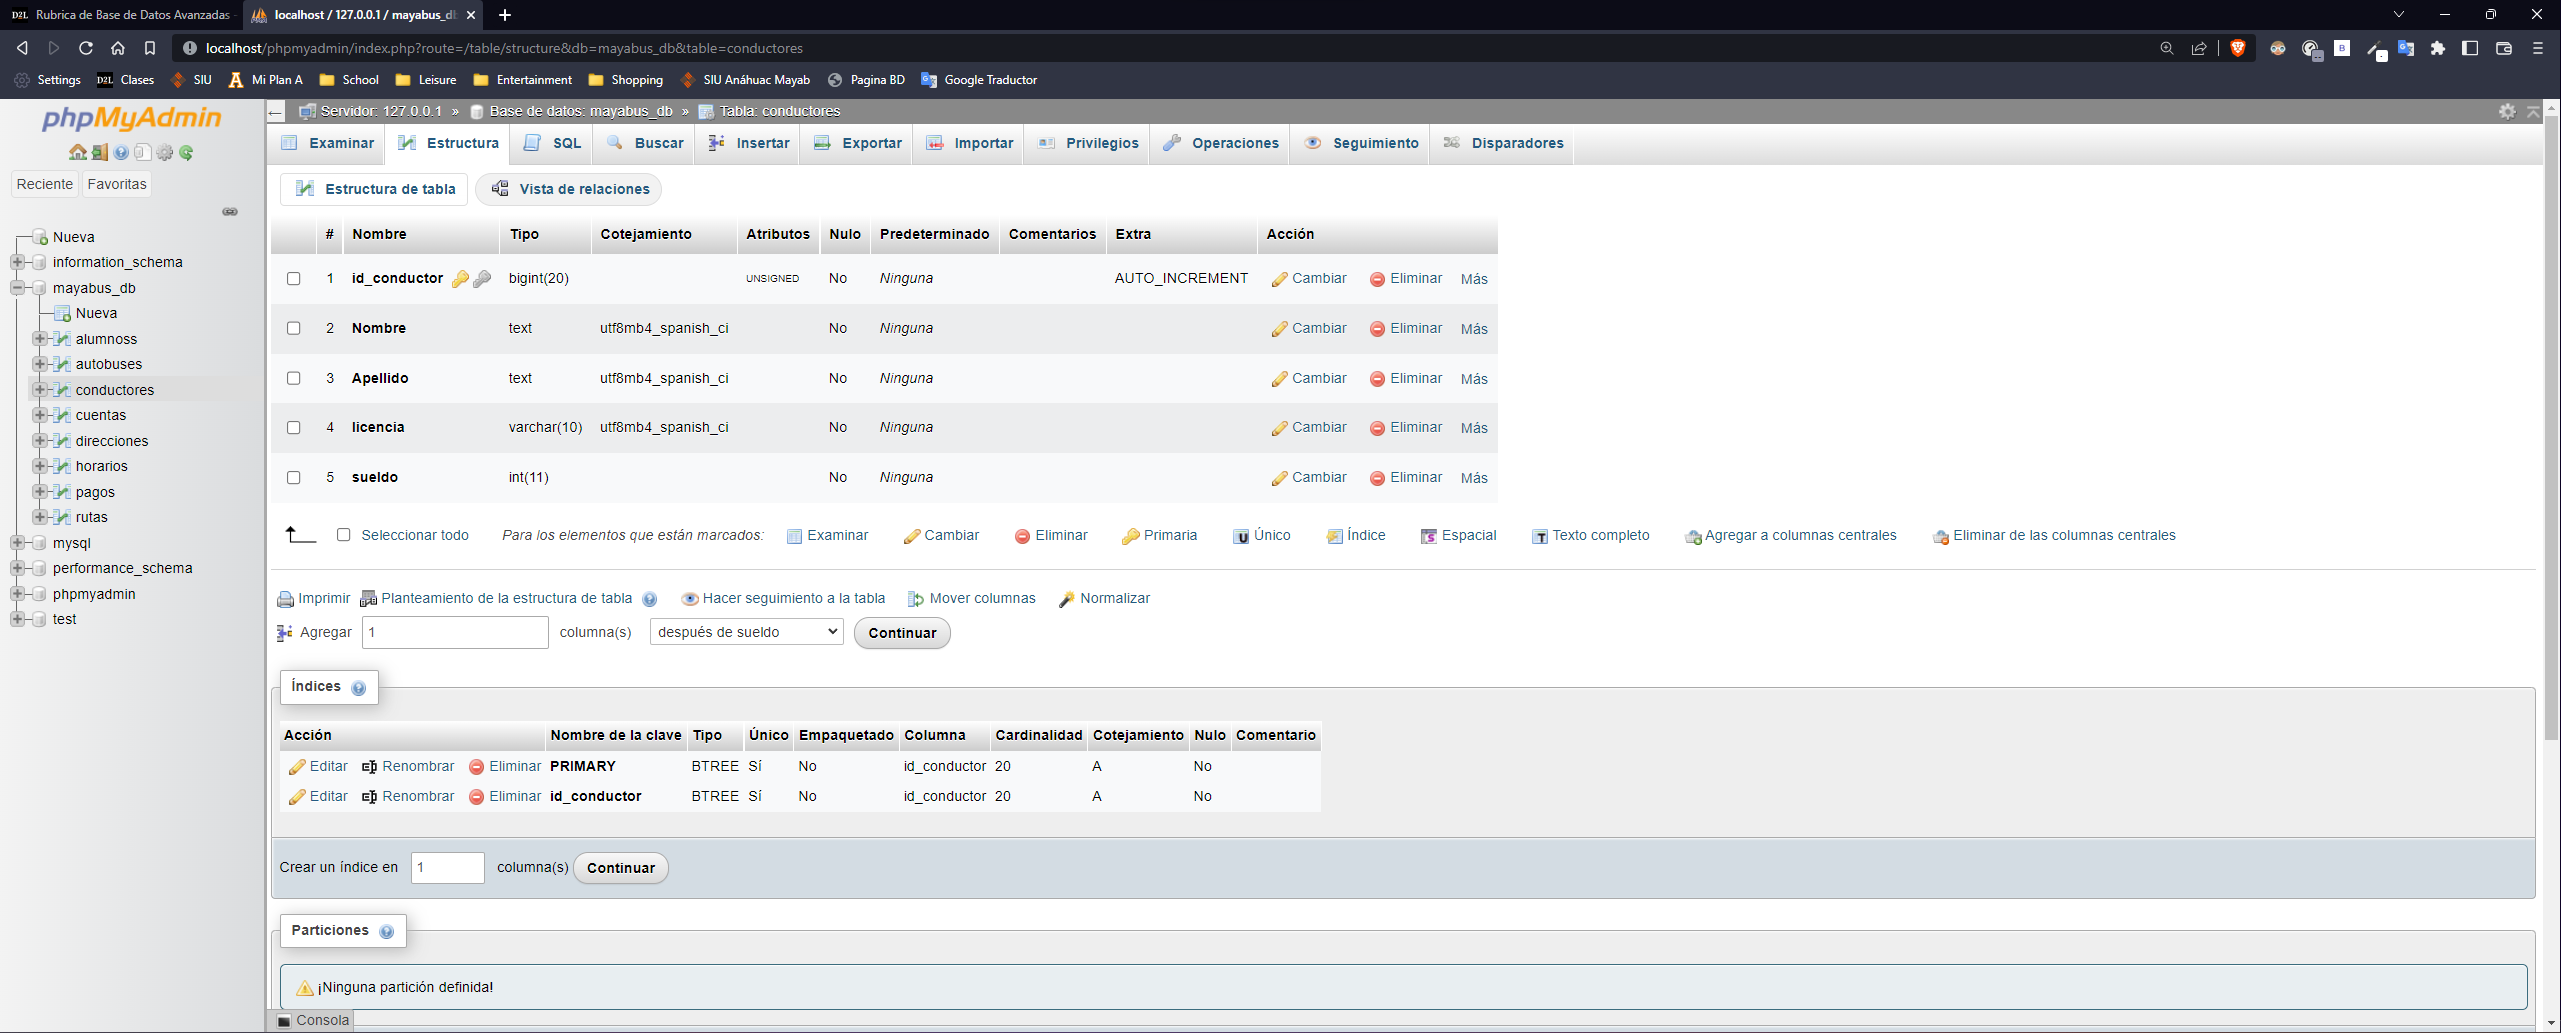 D2L Rubrica de Base de Datos Avanzadas - localhost / 127.0.0.1 / mayabus_db
localhost/phpmyadmin/index.php?route=/table/structure&db=mayabus_db&table=conductores
Settings D2L Clases SIU Mi Plan A School Leisure Entertainment Shopping SIU Anáhuac Mayab Pagina BD Google Traductor
phpMyAdmin
Reciente Favoritas
Nueva
information_schema
mayabus_db
Nueva
alumnoss
autobuses
conductores
cuentas
direcciones
horarios
pagos
rutas
mysql
performance_schema
phpmyadmin
test
Servidor: 127.0.0.1 » Base de datos: mayabus_db » Tabla: conductores
Examinar Estructura SQL Buscar Insertar Exportar Importar Privilegios Operaciones Seguimiento Disparadores
Estructura de tabla Vista de relaciones
# Nombre Tipo Cotejamiento Atributos Nulo Predeterminado Comentarios Extra Acción
1 id_conductor bigint(20) UNSIGNED No Ninguna AUTO_INCREMENT Cambiar Eliminar Más
2 Nombre text utf8mb4_spanish_ci No Ninguna Cambiar Eliminar Más
3 Apellido text utf8mb4_spanish_ci No Ninguna Cambiar Eliminar Más
4 licencia varchar(10) utf8mb4_spanish_ci No Ninguna Cambiar Eliminar Más
5 sueldo int(11) No Ninguna Cambiar Eliminar Más
Seleccionar todo Para los elementos que están marcados: Examinar Cambiar Eliminar Primaria Único Índice Espacial Texto completo Agregar a columnas centrales Eliminar de las columnas centrales
Imprimir Planteamiento de la estructura de tabla Hacer seguimiento a la tabla Mover columnas Normalizar
Agregar 1 columna(s) después de sueldo Continuar
Índices
Acción Nombre de la clave Tipo Único Empaquetado Columna Cardinalidad Cotejamiento Nulo Comentario
Editar Renombrar Eliminar PRIMARY BTREE Sí No id_conductor 20 A No
Editar Renombrar Eliminar id_conductor BTREE Sí No id_conductor 20 A No
Crear un índice en 1 columna(s) Continuar
Particiones
¡Ninguna partición definida!
Consola